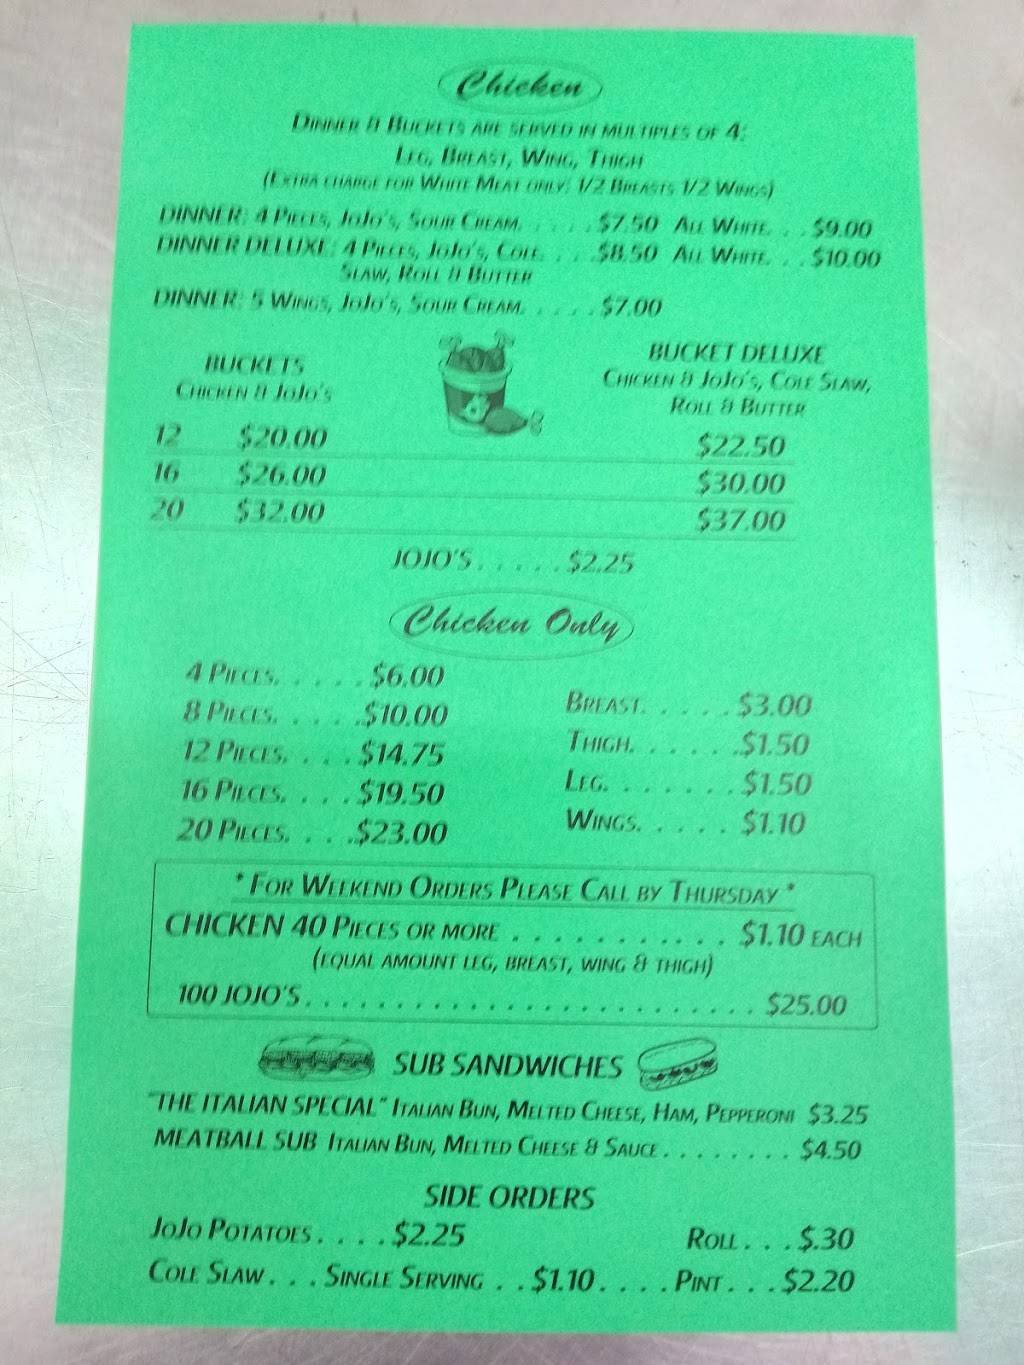 Chicken
DINNER & BUCKETS ARE SERVED IN MULTIPLES OF 4:
LEG, BREAST, WING, THIGH
(EXTRA CHARGE FOR WHITE MEAT ONLY: 1/2 BREASTS 1/2 WINGS)
DINNER: 4 PIECES, JOJO'S, SOUR CREAM. . . . . $7.50 ALL WHITE. . . $9.00
DINNER DELUXE: 4 PIECES, JOJO'S, COLE. . . . $8.50 ALL WHITE. . . $10.00
SLAW, ROLL & BUTTER
DINNER: 5 WINGS, JOJO'S, SOUR CREAM. . . . . $7.00
BUCKETS
CHICKEN & JOJO'S
BUCKET DELUXE
CHICKEN & JOJO'S, COLE SLAW,
ROLL & BUTTER
12 $20.00 $22.50
16 $26.00 $30.00
20 $32.00 $37.00
JOJO'S. . . . . . $2.25
Chicken Only
4 PIECES. . . . . . $6.00
8 PIECES. . . . . .$10.00
12 PIECES. . . . . $14.75
16 PIECES. . . . . $19.50
20 PIECES. . . . .$23.00
BREAST. . . . . . $3.00
THIGH. . . . . . .$1.50
LEG. . . . . . . . $1.50
WINGS. . . . . . $1.10
* FOR WEEKEND ORDERS PLEASE CALL BY THURSDAY *
CHICKEN 40 PIECES OR MORE . . . . . . . . . . . $1.10 EACH
(EQUAL AMOUNT LEG, BREAST, WING & THIGH)
100 JOJO'S. . . . . . . . . . . . . . . . . . . . . . . . . . $25.00
SUB SANDWICHES
"THE ITALIAN SPECIAL" ITALIAN BUN, MELTED CHEESE, HAM, PEPPERONI $3.25
MEATBALL SUB ITALIAN BUN, MELTED CHEESE & SAUCE . . . . . . . . $4.50
SIDE ORDERS
JOJO POTATOES . . . . $2.25 ROLL . . . $.30
COLE SLAW . . . SINGLE SERVING . . $1.10 . . . . . PINT . . . $2.20